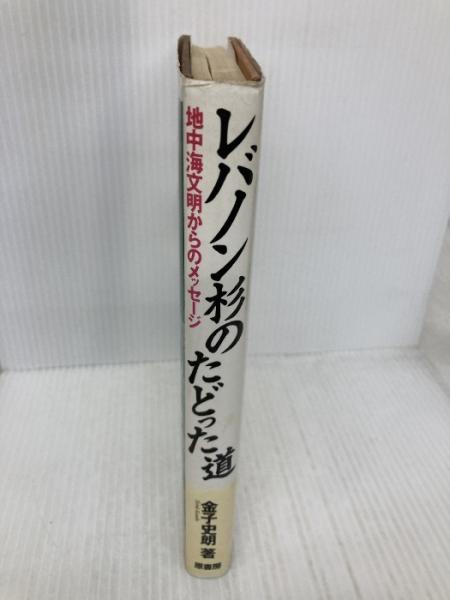 レバノン杉のたどった道
地中海文明からのメッセージ
金子史朗 著
原書房